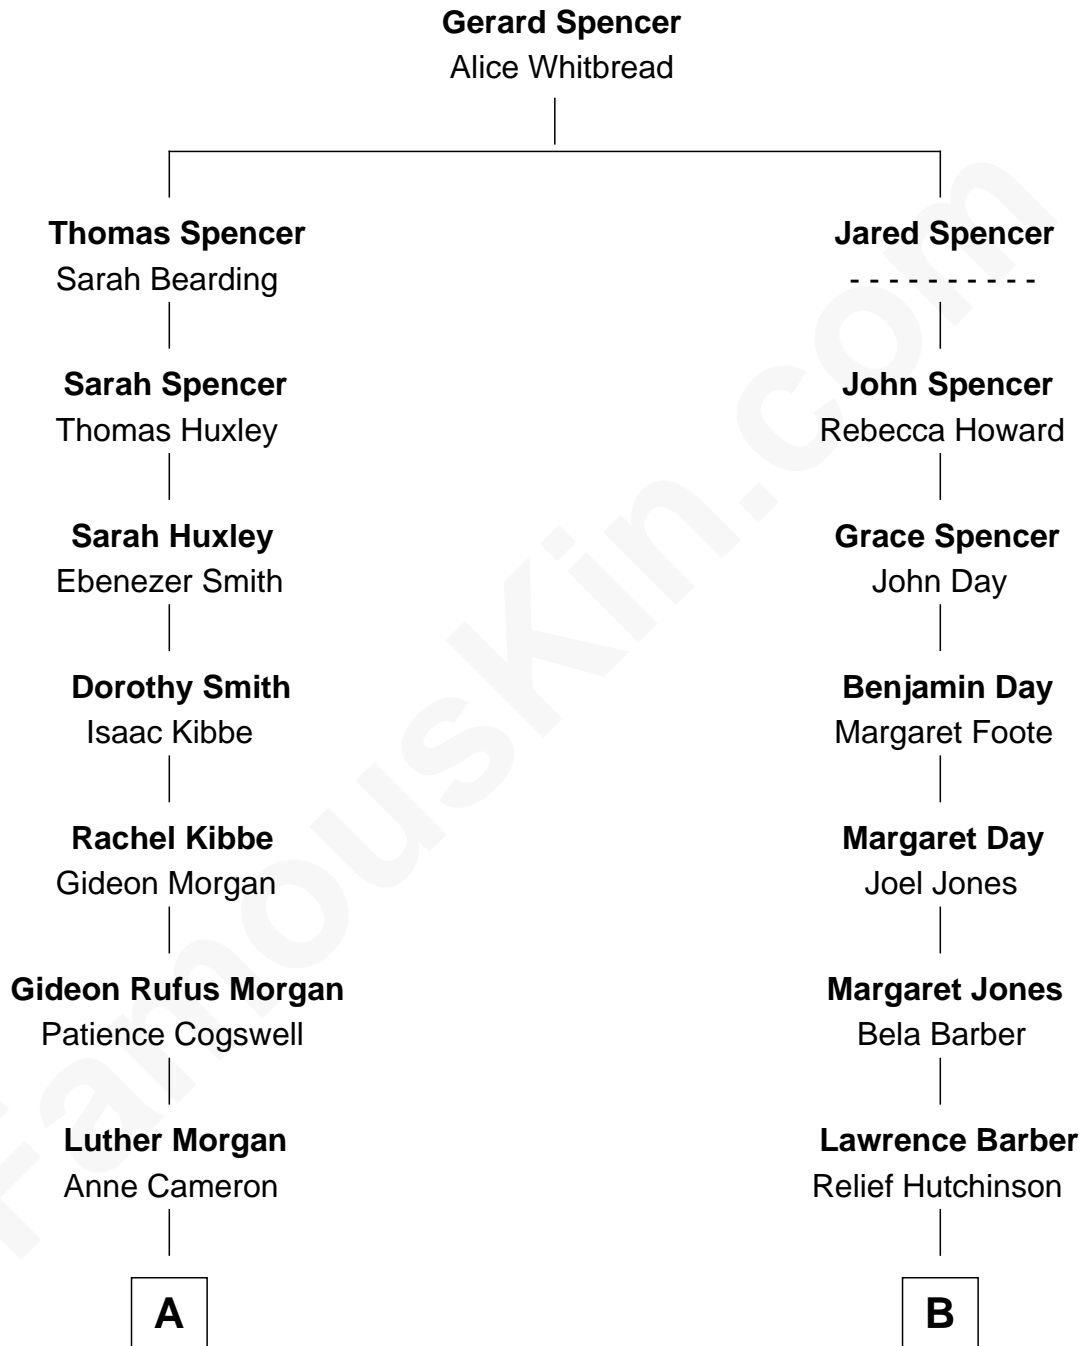 Gerard Spencer
Alice Whitbread
Thomas Spencer
Sarah Bearding
Jared Spencer
- - - - - - - - - -
Sarah Spencer
Thomas Huxley
John Spencer
Rebecca Howard
Sarah Huxley
Ebenezer Smith
Grace Spencer
John Day
Dorothy Smith
Isaac Kibbe
Benjamin Day
Margaret Foote
Rachel Kibbe
Gideon Morgan
Margaret Day
Joel Jones
Gideon Rufus Morgan
Patience Cogswell
Margaret Jones
Bela Barber
Luther Morgan
Anne Cameron
Lawrence Barber
Relief Hutchinson
A
B
FamousKin.com